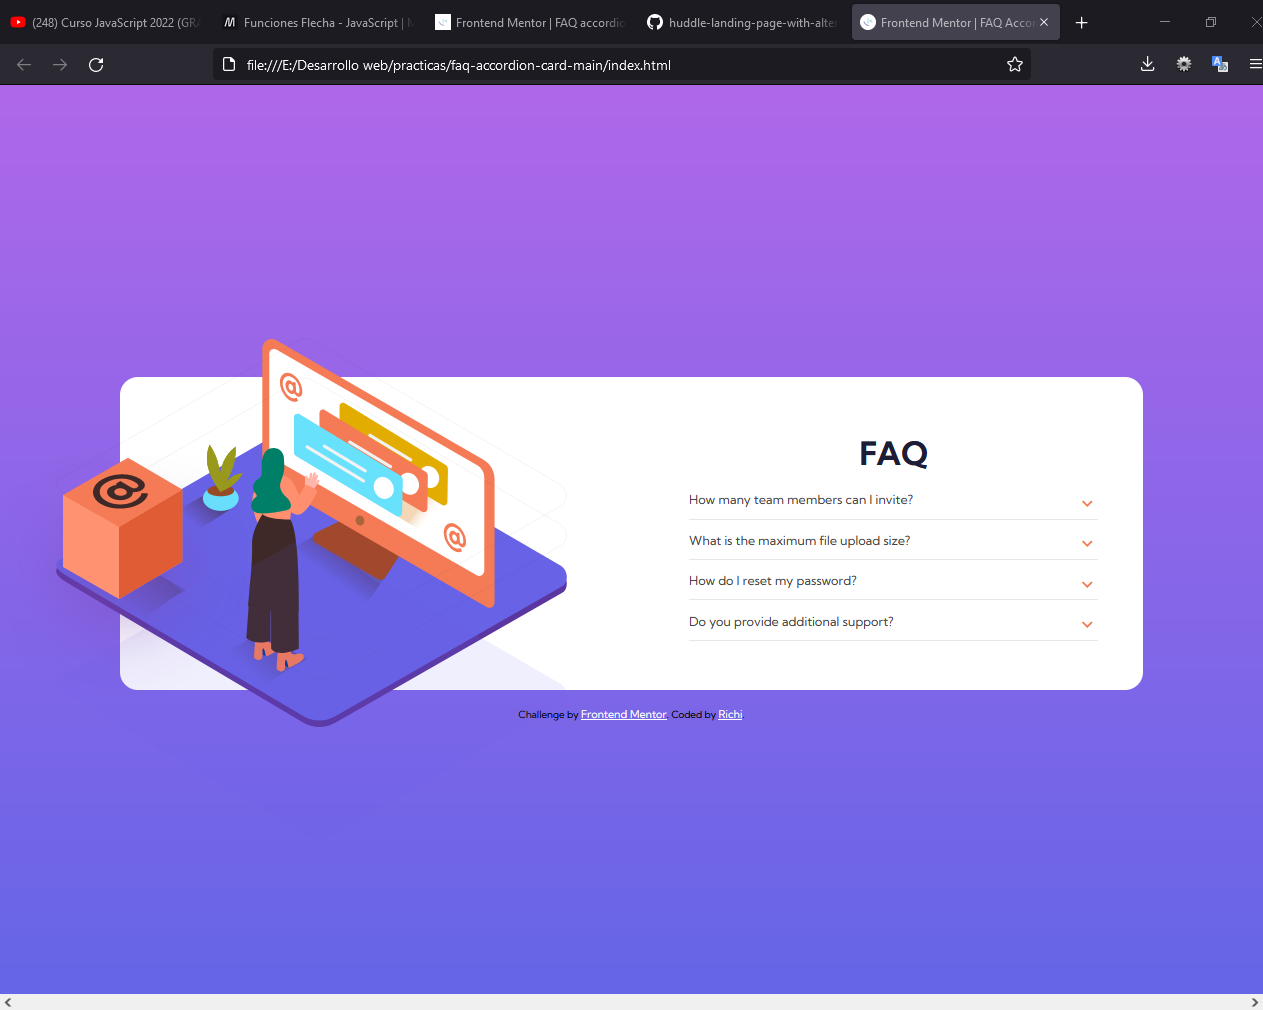 (248) Curso JavaScript 2022 (GRA
Funciones Flecha - JavaScript | M
Frontend Mentor | FAQ accordio
huddle-landing-page-with-alter
Frontend Mentor | FAQ Accor
file:///E:/Desarrollo web/practicas/faq-accordion-card-main/index.html
FAQ
How many team members can I invite?
What is the maximum file upload size?
How do I reset my password?
Do you provide additional support?
Challenge by Frontend Mentor. Coded by Richi.
@
@
@